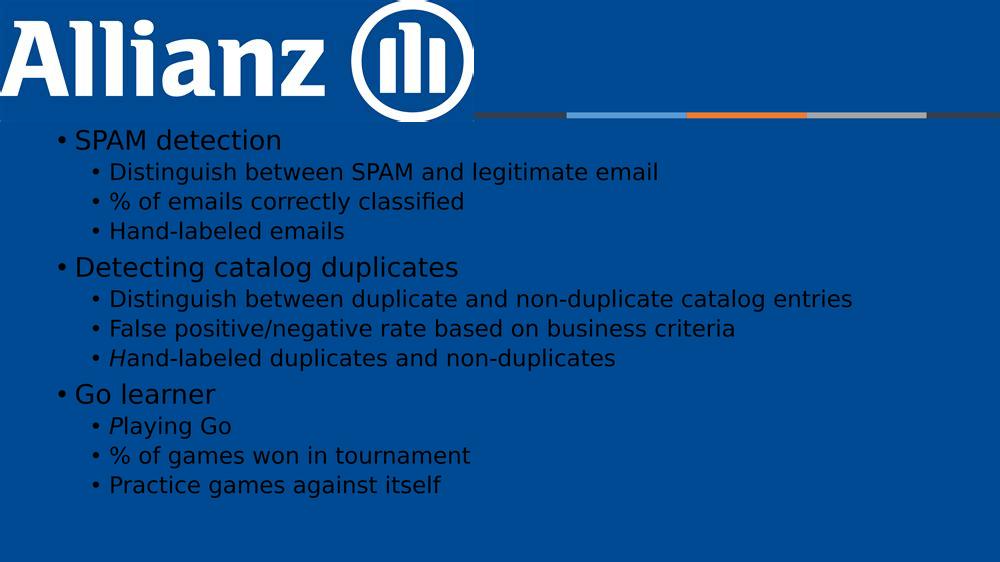 Allianz
• SPAM detection
• Distinguish between SPAM and legitimate email
• % of emails correctly classified
• Hand-labeled emails
• Detecting catalog duplicates
• Distinguish between duplicate and non-duplicate catalog entries
• False positive/negative rate based on business criteria
• Hand-labeled duplicates and non-duplicates
• Go learner
• Playing Go
• % of games won in tournament
• Practice games against itself